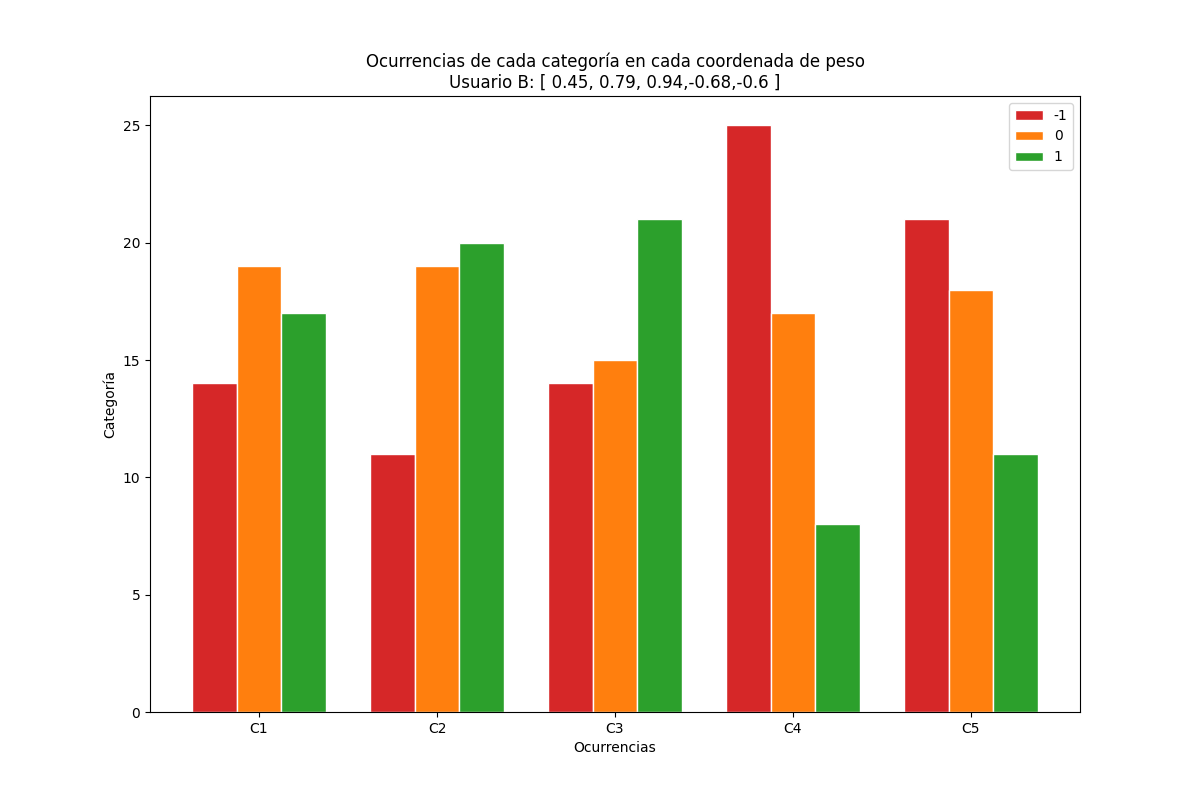 Ocurrencias de cada categoría en cada coordenada de peso
Usuario B: [ 0.45, 0.79, 0.94,-0.68,-0.6 ]
-1
0
1
25
20
15
10
5
0
Categoría
C1 C2 C3 C4 C5
Ocurrencias